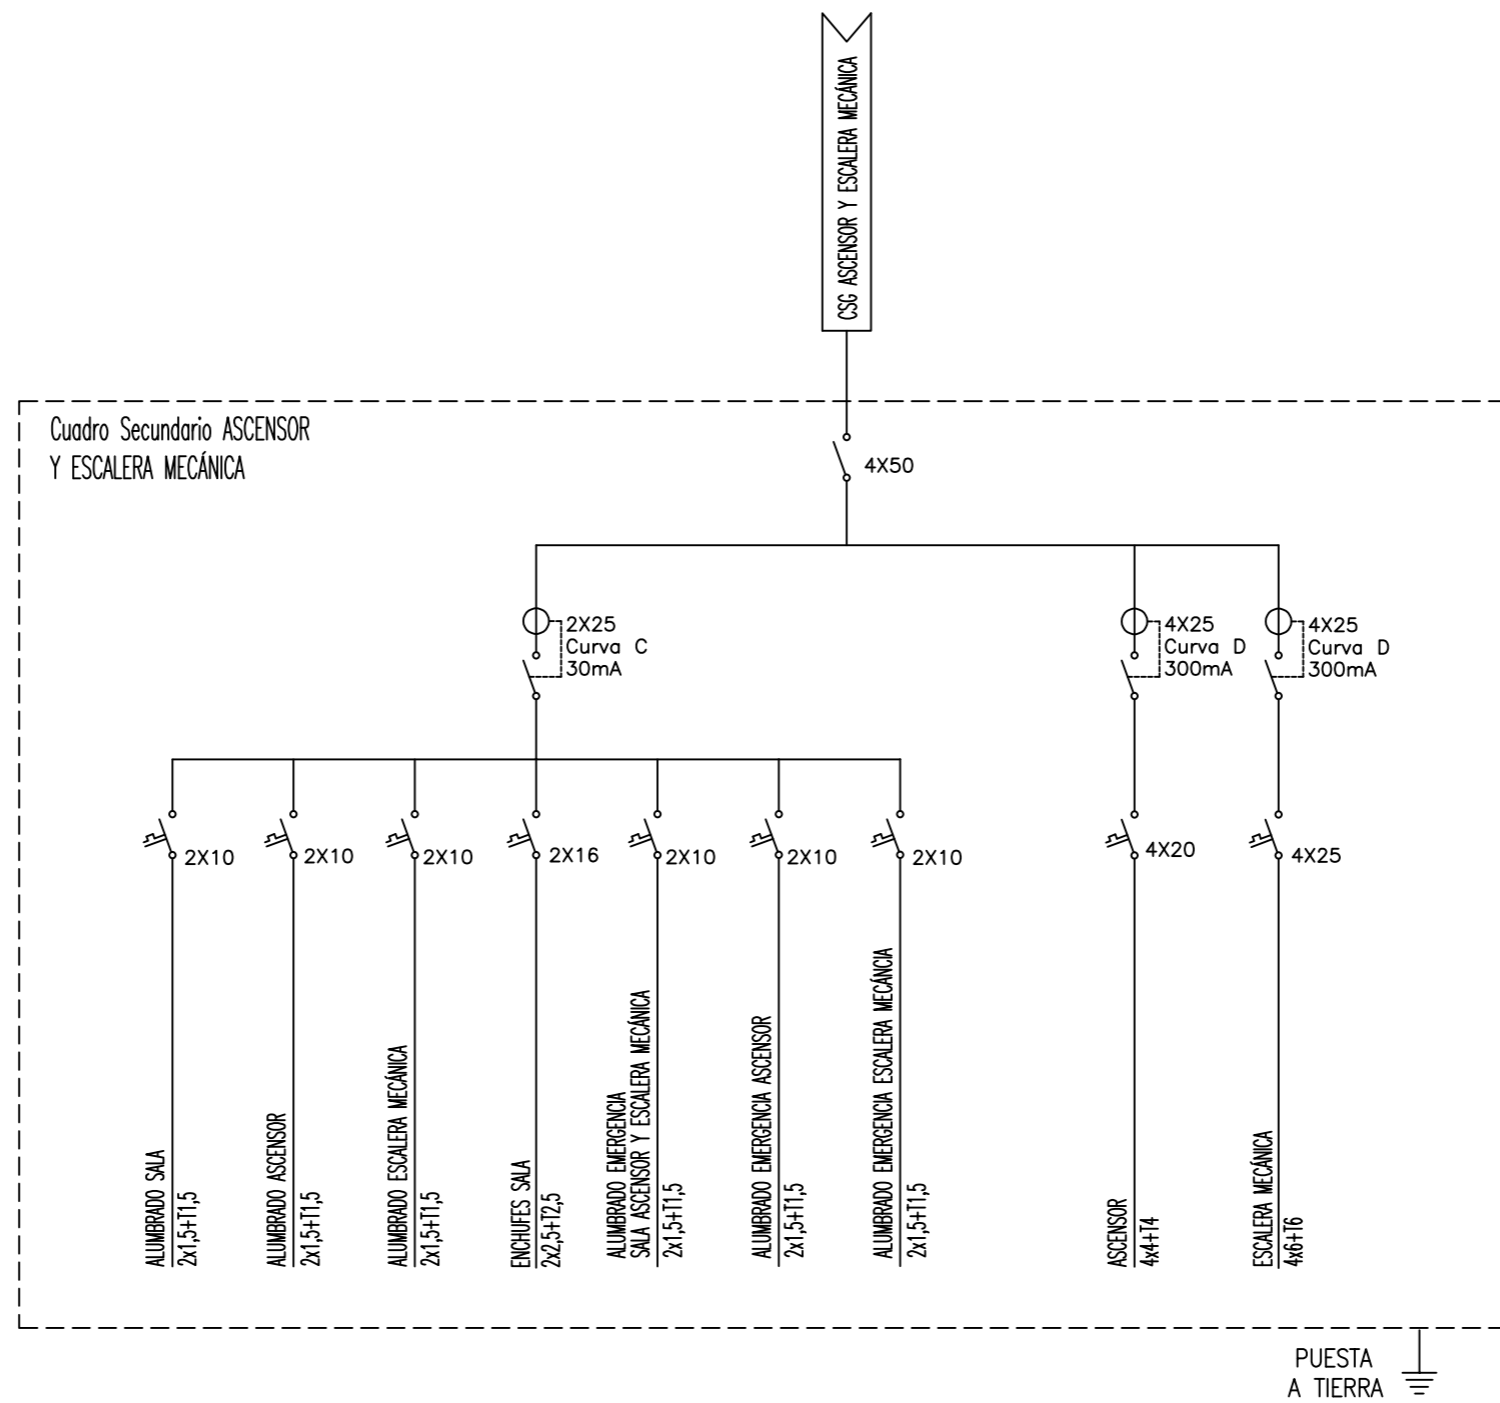 CSG ASCENSOR Y ESCALERA MECÁNICA
Cuadro Secundario ASCENSOR
Y ESCALERA MECÁNICA
4X50
2X25
Curva C
30mA
4X25
Curva D
300mA
4X25
Curva D
300mA
2X10
2X10
2X10
2X16
2X10
2X10
2X10
4X20
4X25
ALUMBRADO SALA
2x1,5+T1,5
ALUMBRADO ASCENSOR
2x1,5+T1,5
ALUMBRADO ESCALERA MECÁNICA
2x1,5+T1,5
ENCHUFES SALA
2x2,5+T2,5
ALUMBRADO EMERGENCIA
SALA ASCENSOR Y ESCALERA MECÁNICA
2x1,5+T1,5
ALUMBRADO EMERGENCIA ASCENSOR
2x1,5+T1,5
ALUMBRADO EMERGENCIA ESCALERA MECÁNCIA
2x1,5+T1,5
ASCENSOR
4x4+T4
ESCALERA MECÁNICA
4x6+T6
PUESTA
A TIERRA